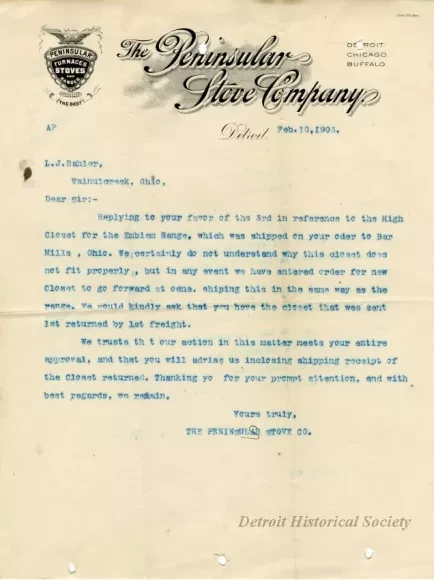 PENINSULAR
FURNACES
STOVES
AND
RANGES
"THE BEST"
The Peninsular
Stove Company
DETROIT
CHICAGO
BUFFALO.
Detroit Feb. 10, 1903.
AP
L.J.Bahler,
Walnutcreek, Ohio,
Dear Sir:-
Replying to your favor of the 3rd in reference to the High
Closet for the Emblem Range, which was shipped on your oder to Bar
Mills , Ohio. We certainly do not understand why this closet does
not fit properly, but in any event we have entered order for new
Closet to go forward at once. shiping this in the same way as the
range. We would kindly ask that you have the closet that was sent
1st returned by 1st freight.
We trusta th t our action in this matter meets your entire
approval, and that you will advise us inclosing shipping receipt of
the Closet returned. Thanking yo for your prompt attention, and with
best regards, we remain,
Yours truly,
THE PENINSULAR STOVE CO.
Detroit Historical Society